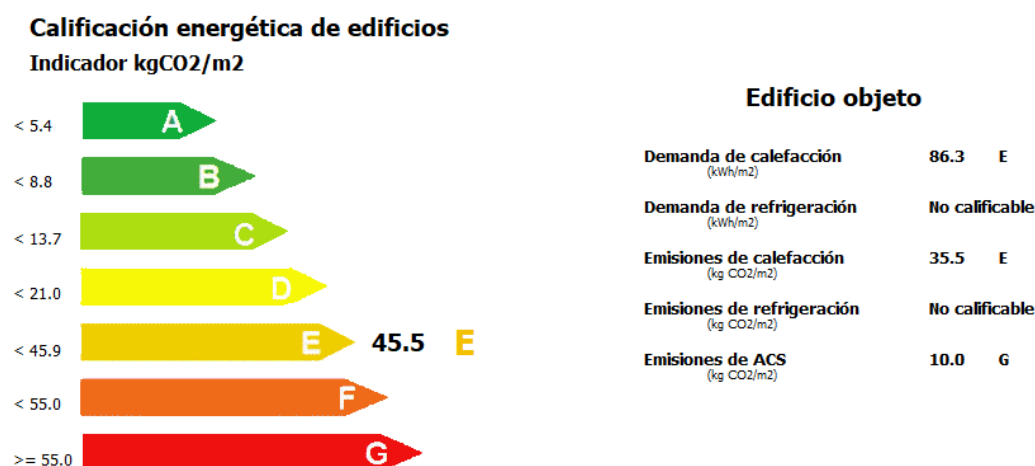 Calificación energética de edificios
Indicador kgCO2/m2
< 5.4 A
< 8.8 B
< 13.7 C
< 21.0 D
< 45.9 E 45.5 E
< 55.0 F
>= 55.0 G
Edificio objeto
Demanda de calefacción 86.3 E
(kWh/m2)
Demanda de refrigeración No calificable
(kWh/m2)
Emisiones de calefacción 35.5 E
(kg CO2/m2)
Emisiones de refrigeración No calificable
(kg CO2/m2)
Emisiones de ACS 10.0 G
(kg CO2/m2)